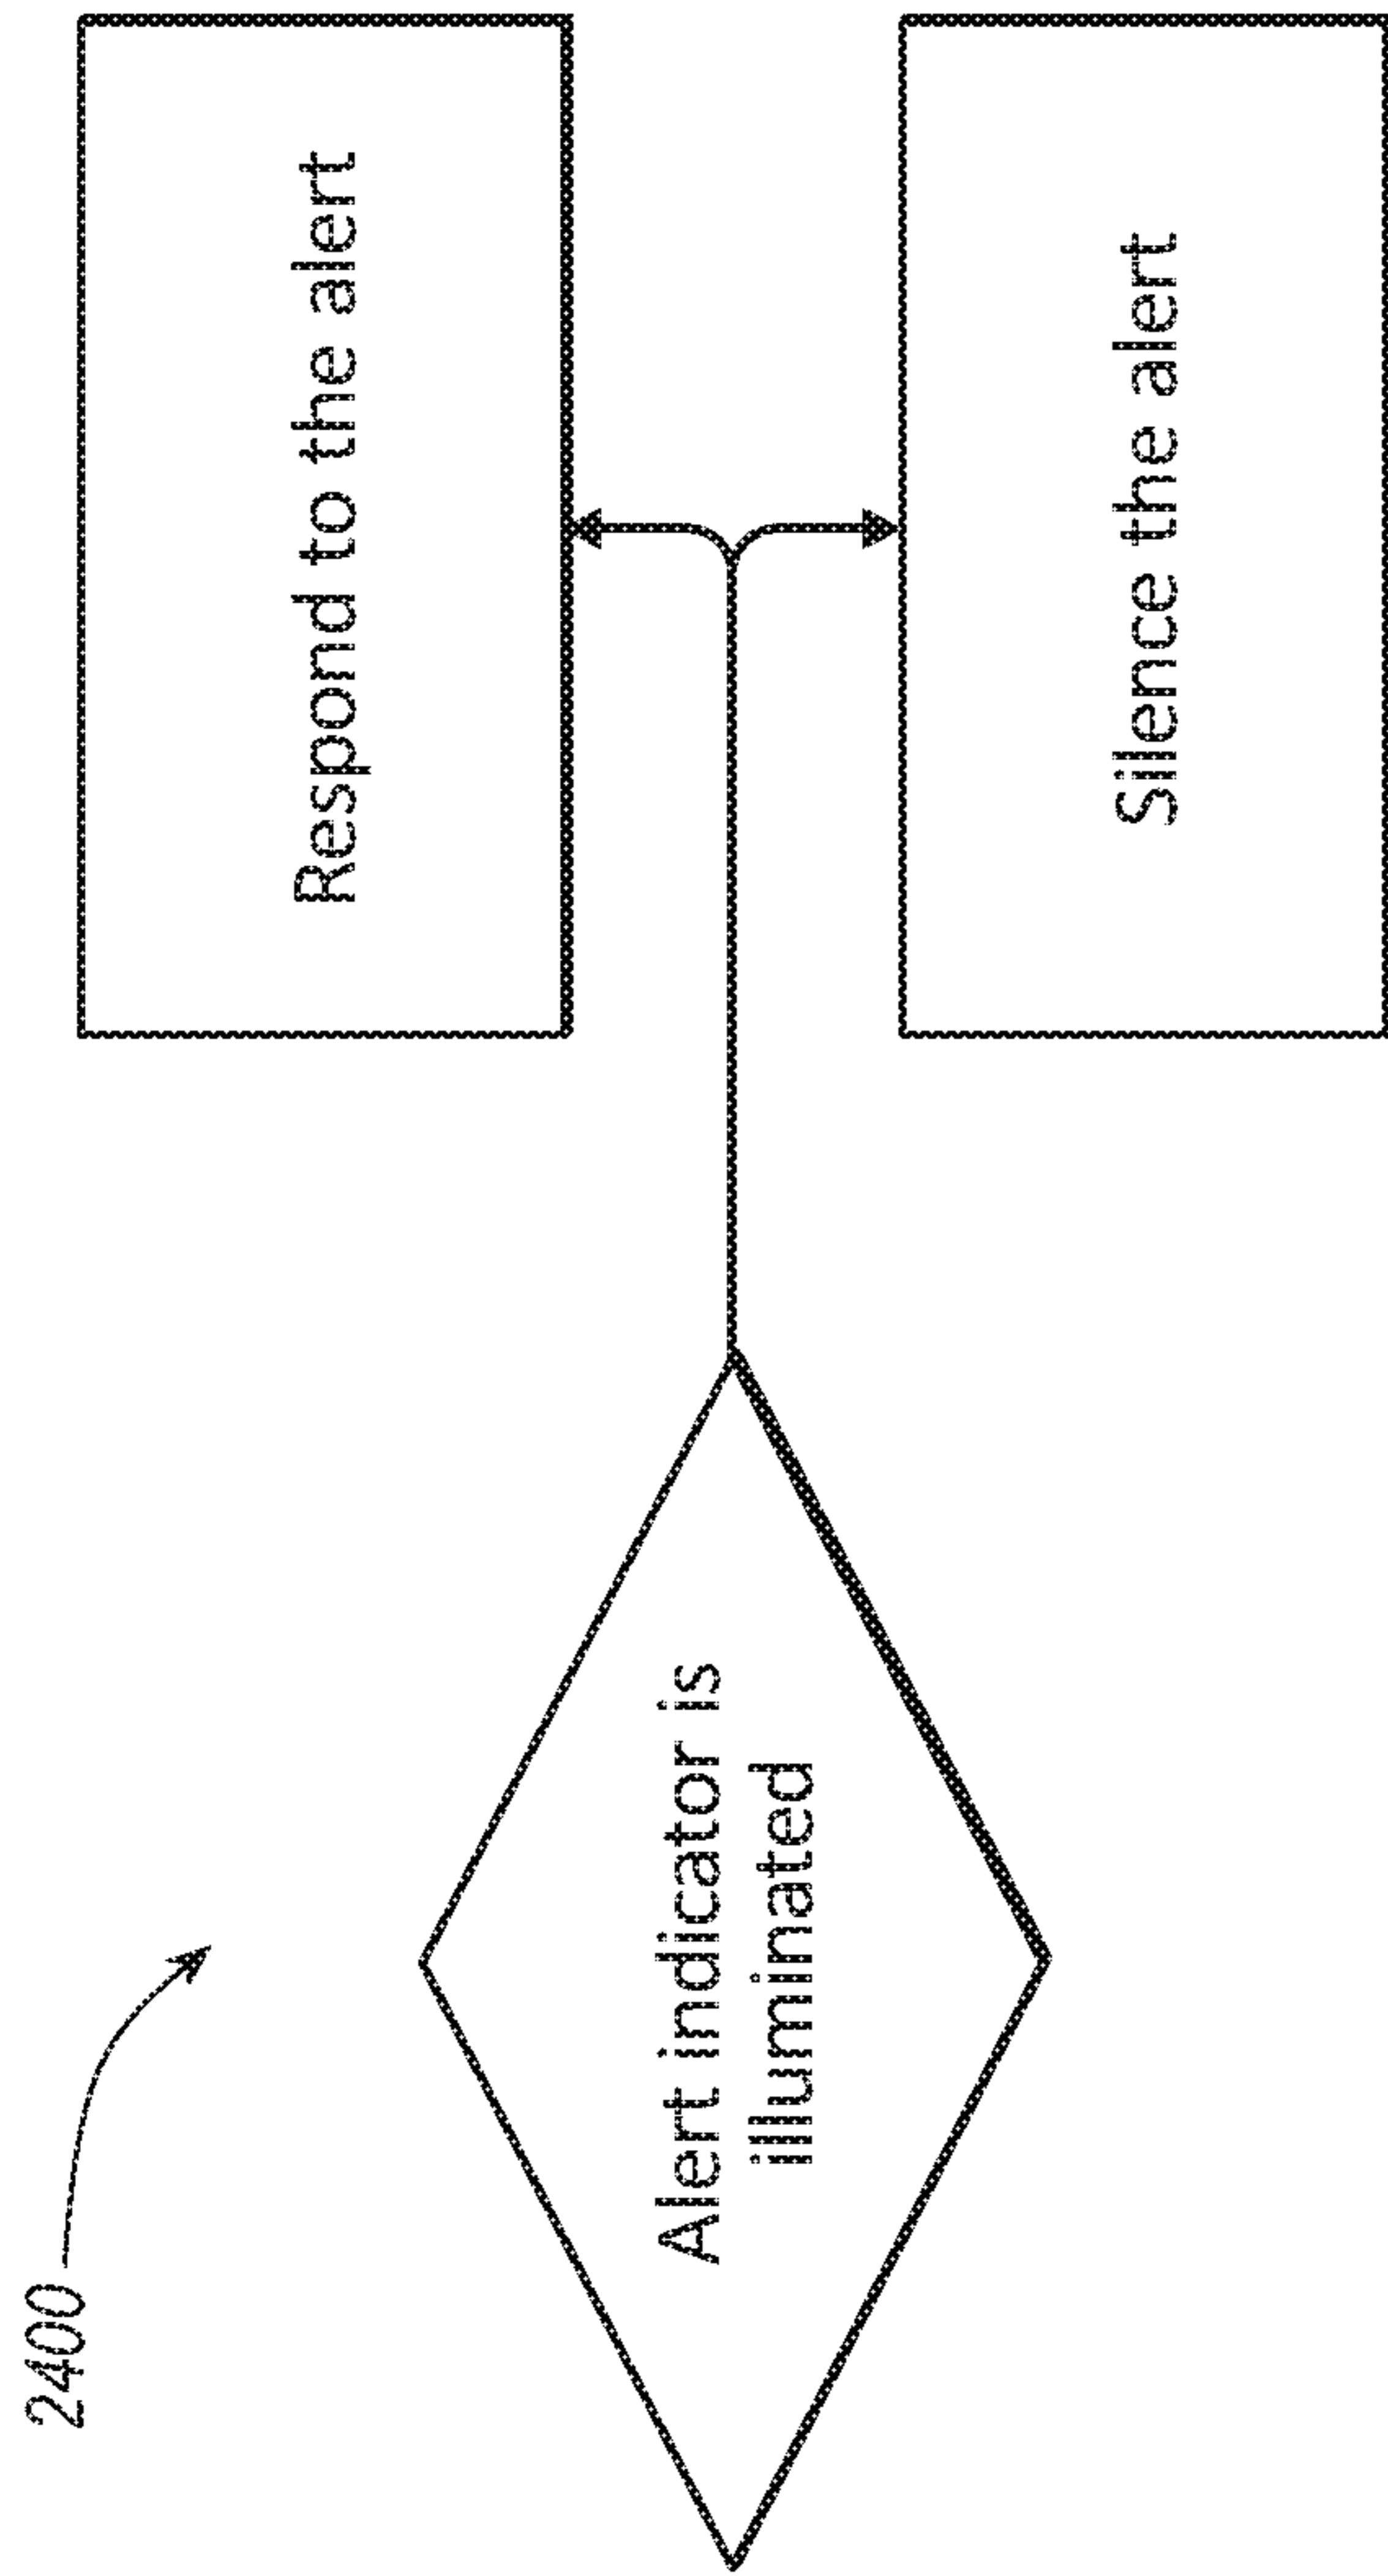 2400
Alert indicator is
illuminated
Respond to the alert
Silence the alert